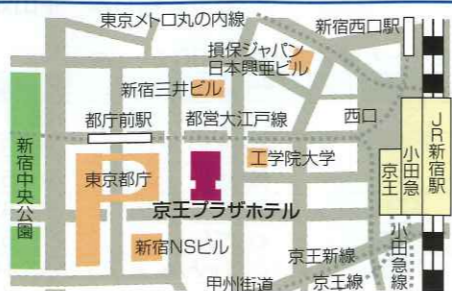 東京メトロ丸の内線
新宿西口駅
損保ジャパン
日本興亜ビル
新宿三井ビル
都庁前駅
都営大江戸線
西口
JR新宿駅
小田急
京王
工学院大学
新宿中央公園
東京都庁
京王プラザホテル
新宿NSビル
京王新線
小田急線
甲州街道
京王線